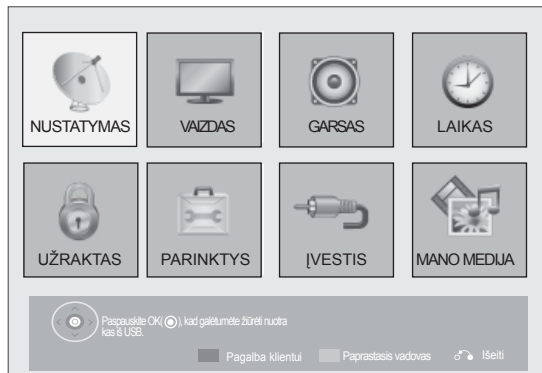 NUSTATYMAS VAIZDAS GARSAS LAIKAS
UŽRAKTAS PARINKTYS ĮVESTIS MANO MEDIJA
Paspauskite OK(◉), kad galėtumėte žiūrėti nuotra
kas iš USB.
Pagalba klientui Paprastasis vadovas Išeiti